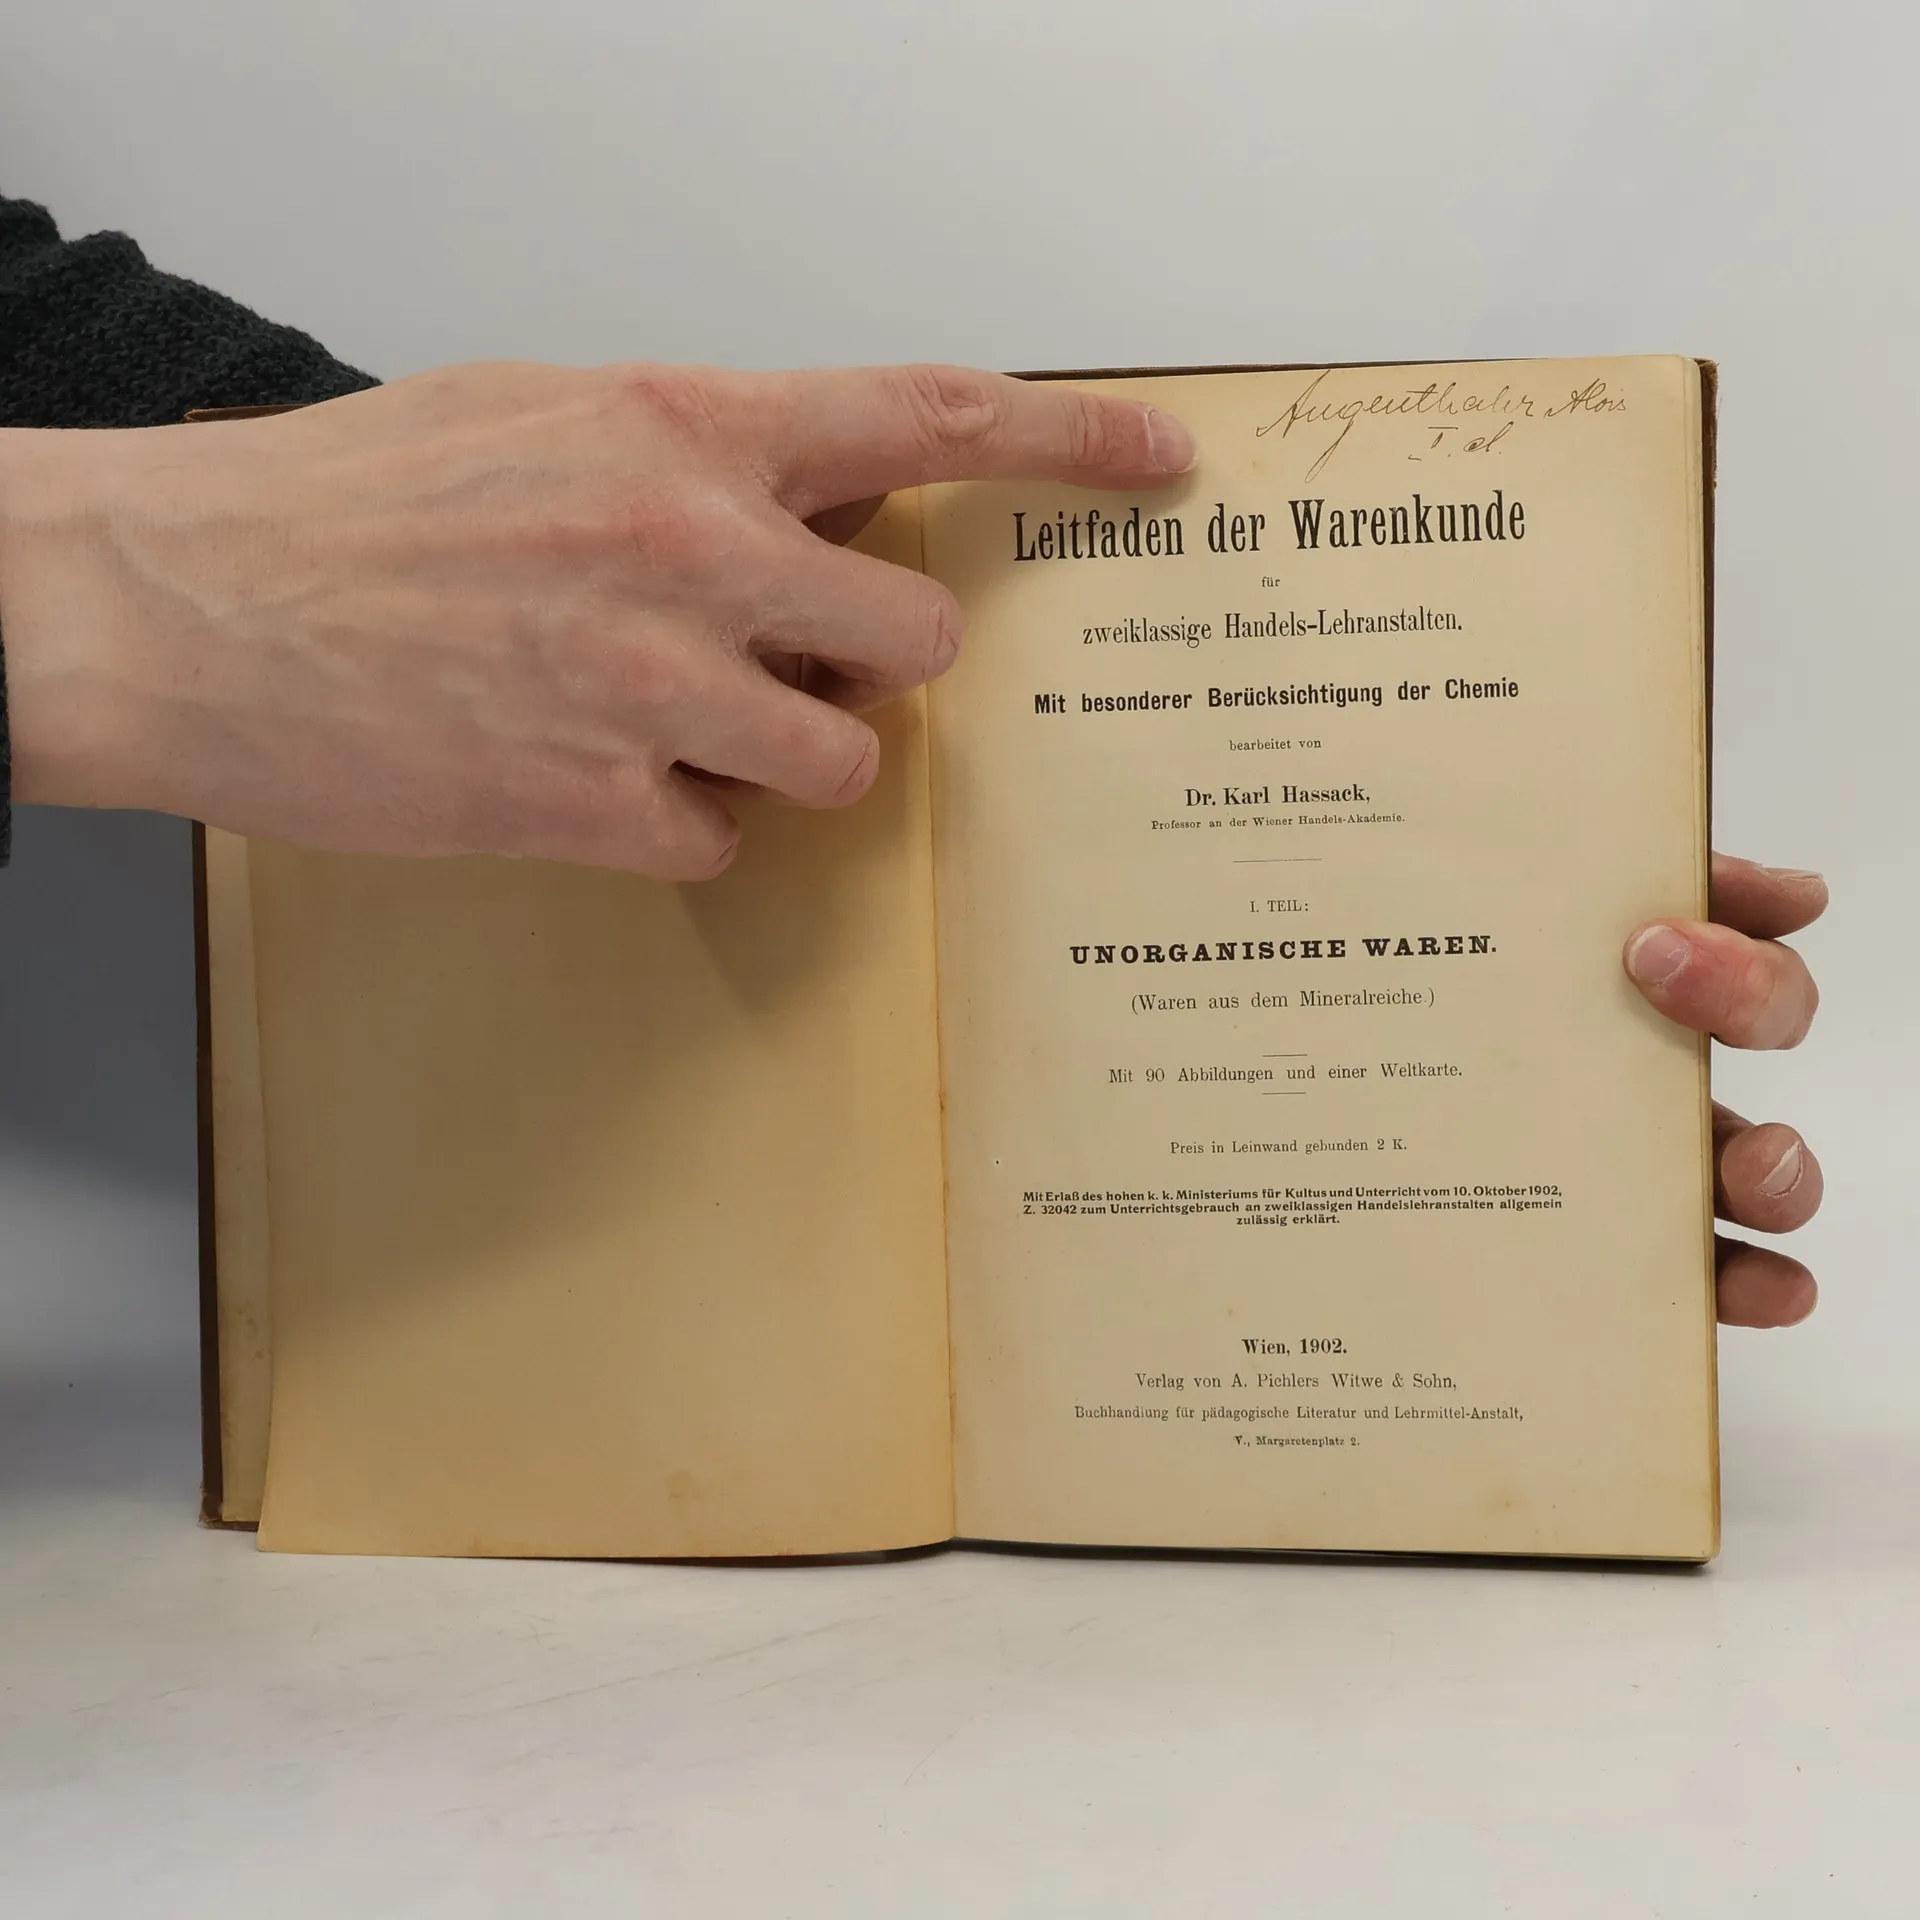 Augenthaler Alois
I. cl.
Leitfaden der Warenkunde
für
zweiklassige Handels-Lehranstalten.
Mit besonderer Berücksichtigung der Chemie
bearbeitet von
Dr. Karl Hassack,
Professor an der Wiener Handels-Akademie.
I. TEIL:
UNORGANISCHE WAREN.
(Waren aus dem Mineralreiche.)
Mit 90 Abbildungen und einer Weltkarte.
Preis in Leinwand gebunden 2 K.
Mit Erlaß des hohen k. k. Ministeriums für Kultus und Unterricht vom 10. Oktober 1902,
Z. 32042 zum Unterrichtsgebrauch an zweiklassigen Handelslehranstalten allgemein
zulässig erklärt.
Wien, 1902.
Verlag von A. Pichlers Witwe & Sohn,
Buchhandlung für pädagogische Literatur und Lehrmittel-Anstalt,
V., Margaretenplatz 2.